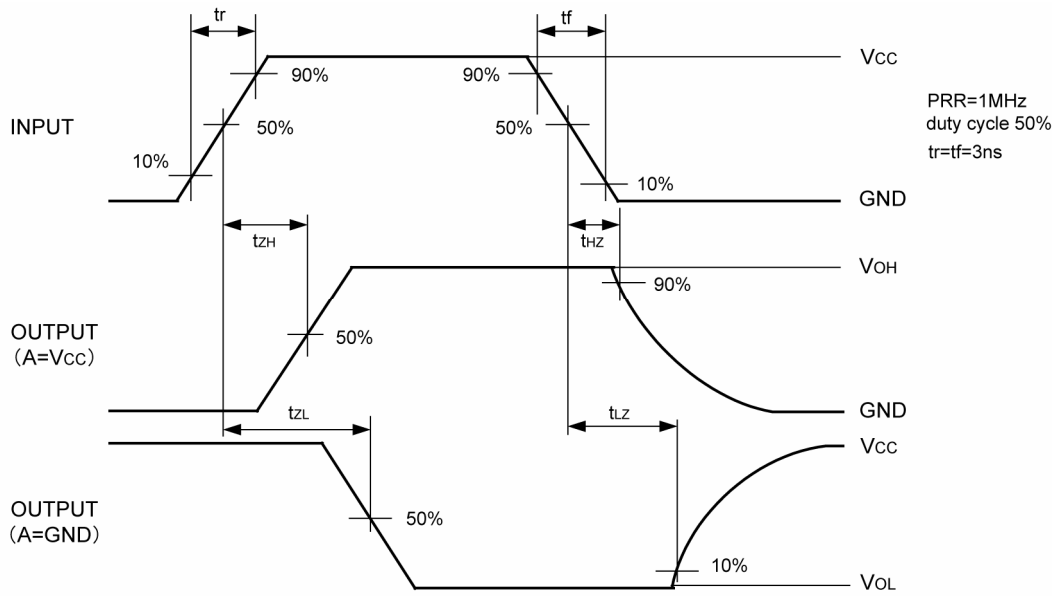 tr
tf
VCC
90%
90%
PRR=1MHz
duty cycle 50%
tr=tf=3ns
INPUT
50%
50%
10%
10%
GND
tZH
tHZ
VOH
90%
OUTPUT
(A=VCC)
50%
GND
tZL
tLZ
VCC
OUTPUT
(A=GND)
50%
10%
VOL